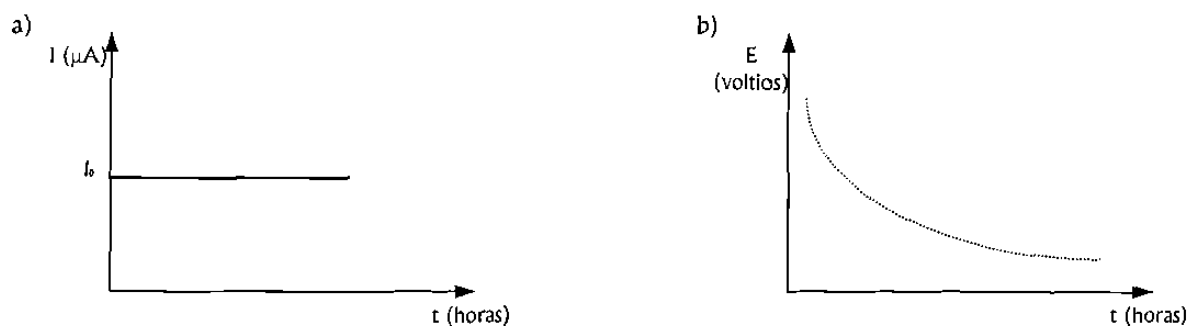 a)
I (μA)
I₀
t (horas)
b)
E
(voltios)
t (horas)